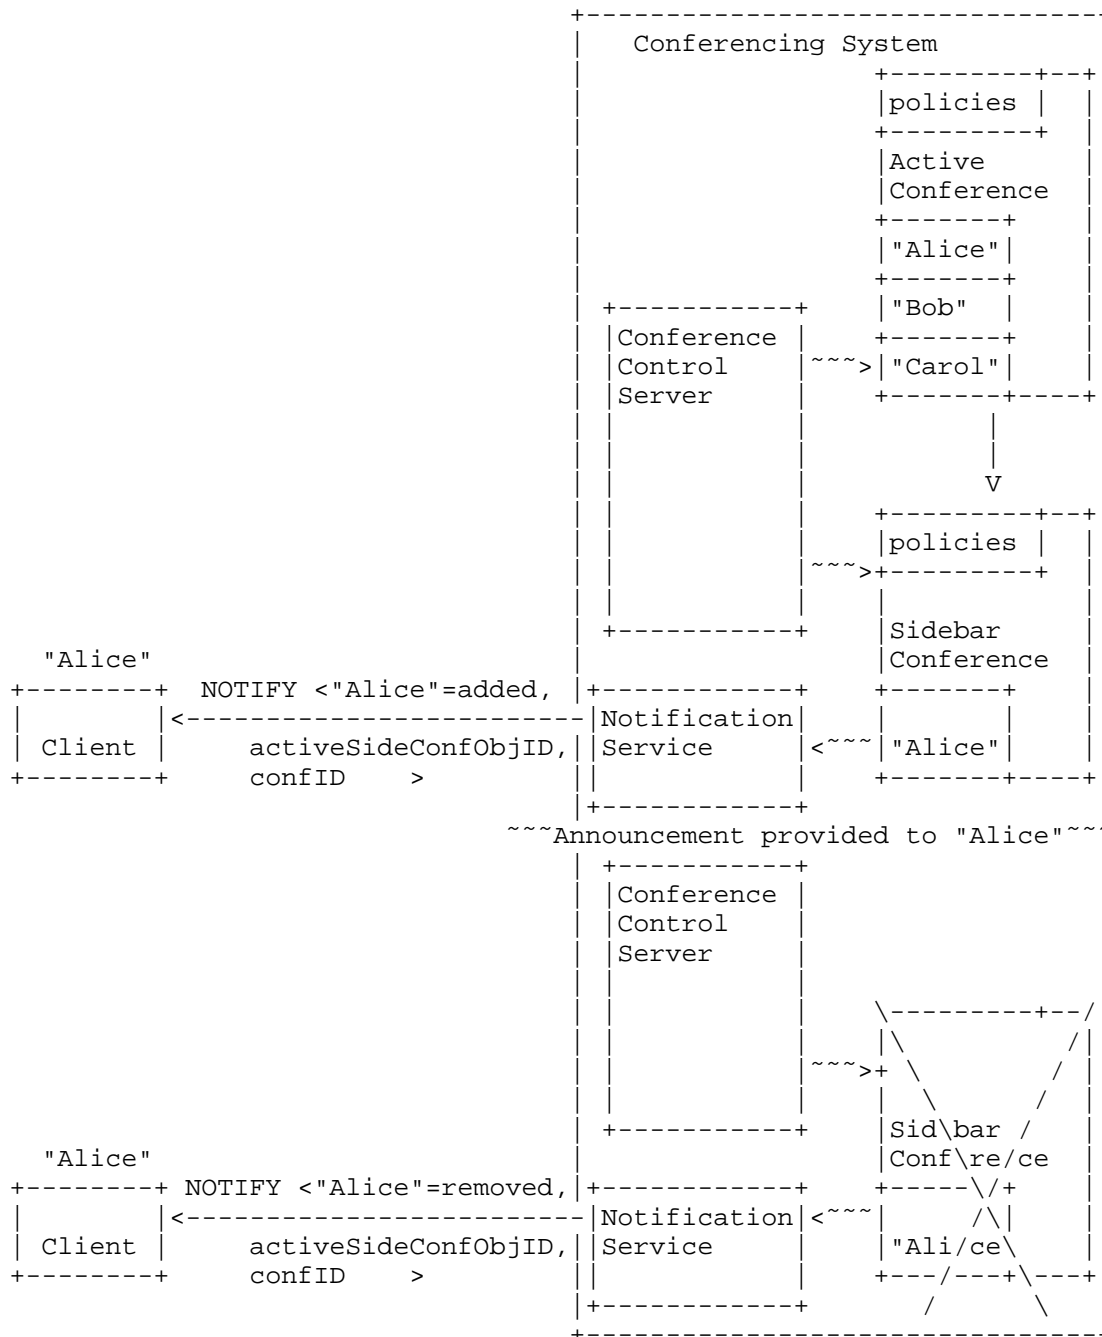 Conferencing System
policies
Active
Conference
"Alice"
"Bob"
Conference
Control ~~~> "Carol"
Server
V
policies
~~~>
Sidebar
"Alice" Conference
NOTIFY <"Alice"=added,
<------------------------- Notification
Client activeSideConfObjID, Service <~~~ "Alice"
confID >
~~~Announcement provided to "Alice"~~~
Conference
Control
Server
~~~>
Sid\bar /
"Alice" Conf\re/ce
NOTIFY <"Alice"=removed,
<------------------------- Notification <~~~
Client activeSideConfObjID, Service "Ali/ce\
confID >